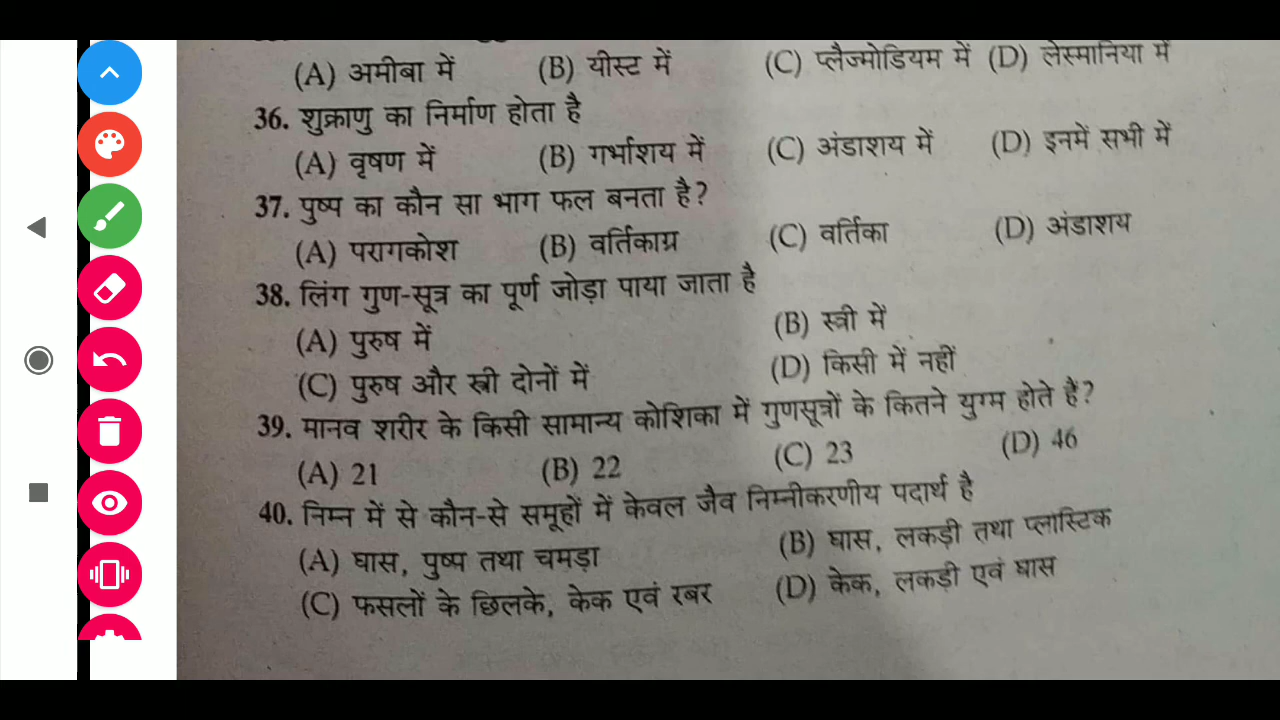 (A) अमीबा में (B) यीस्ट में (C) प्लैज्मोडियम में (D) लेस्मानिया में
36. शुक्राणु का निर्माण होता है
(A) वृषण में (B) गर्भाशय में (C) अंडाशय में (D) इनमें सभी में
37. पुष्प का कौन सा भाग फल बनता है?
(A) परागकोश (B) वर्तिकाग्र (C) वर्तिका (D) अंडाशय
38. लिंग गुण-सूत्र का पूर्ण जोड़ा पाया जाता है
(A) पुरुष में (B) स्त्री में
(C) पुरुष और स्त्री दोनों में (D) किसी में नहीं
39. मानव शरीर के किसी सामान्य कोशिका में गुणसूत्रों के कितने युग्म होते हैं?
(A) 21 (B) 22 (C) 23 (D) 46
40. निम्न में से कौन-से समूहों में केवल जैव निम्नीकरणीय पदार्थ है
(A) घास, पुष्प तथा चमड़ा (B) घास, लकड़ी तथा प्लास्टिक
(C) फसलों के छिलके, केक एवं रबर (D) केक, लकड़ी एवं घास